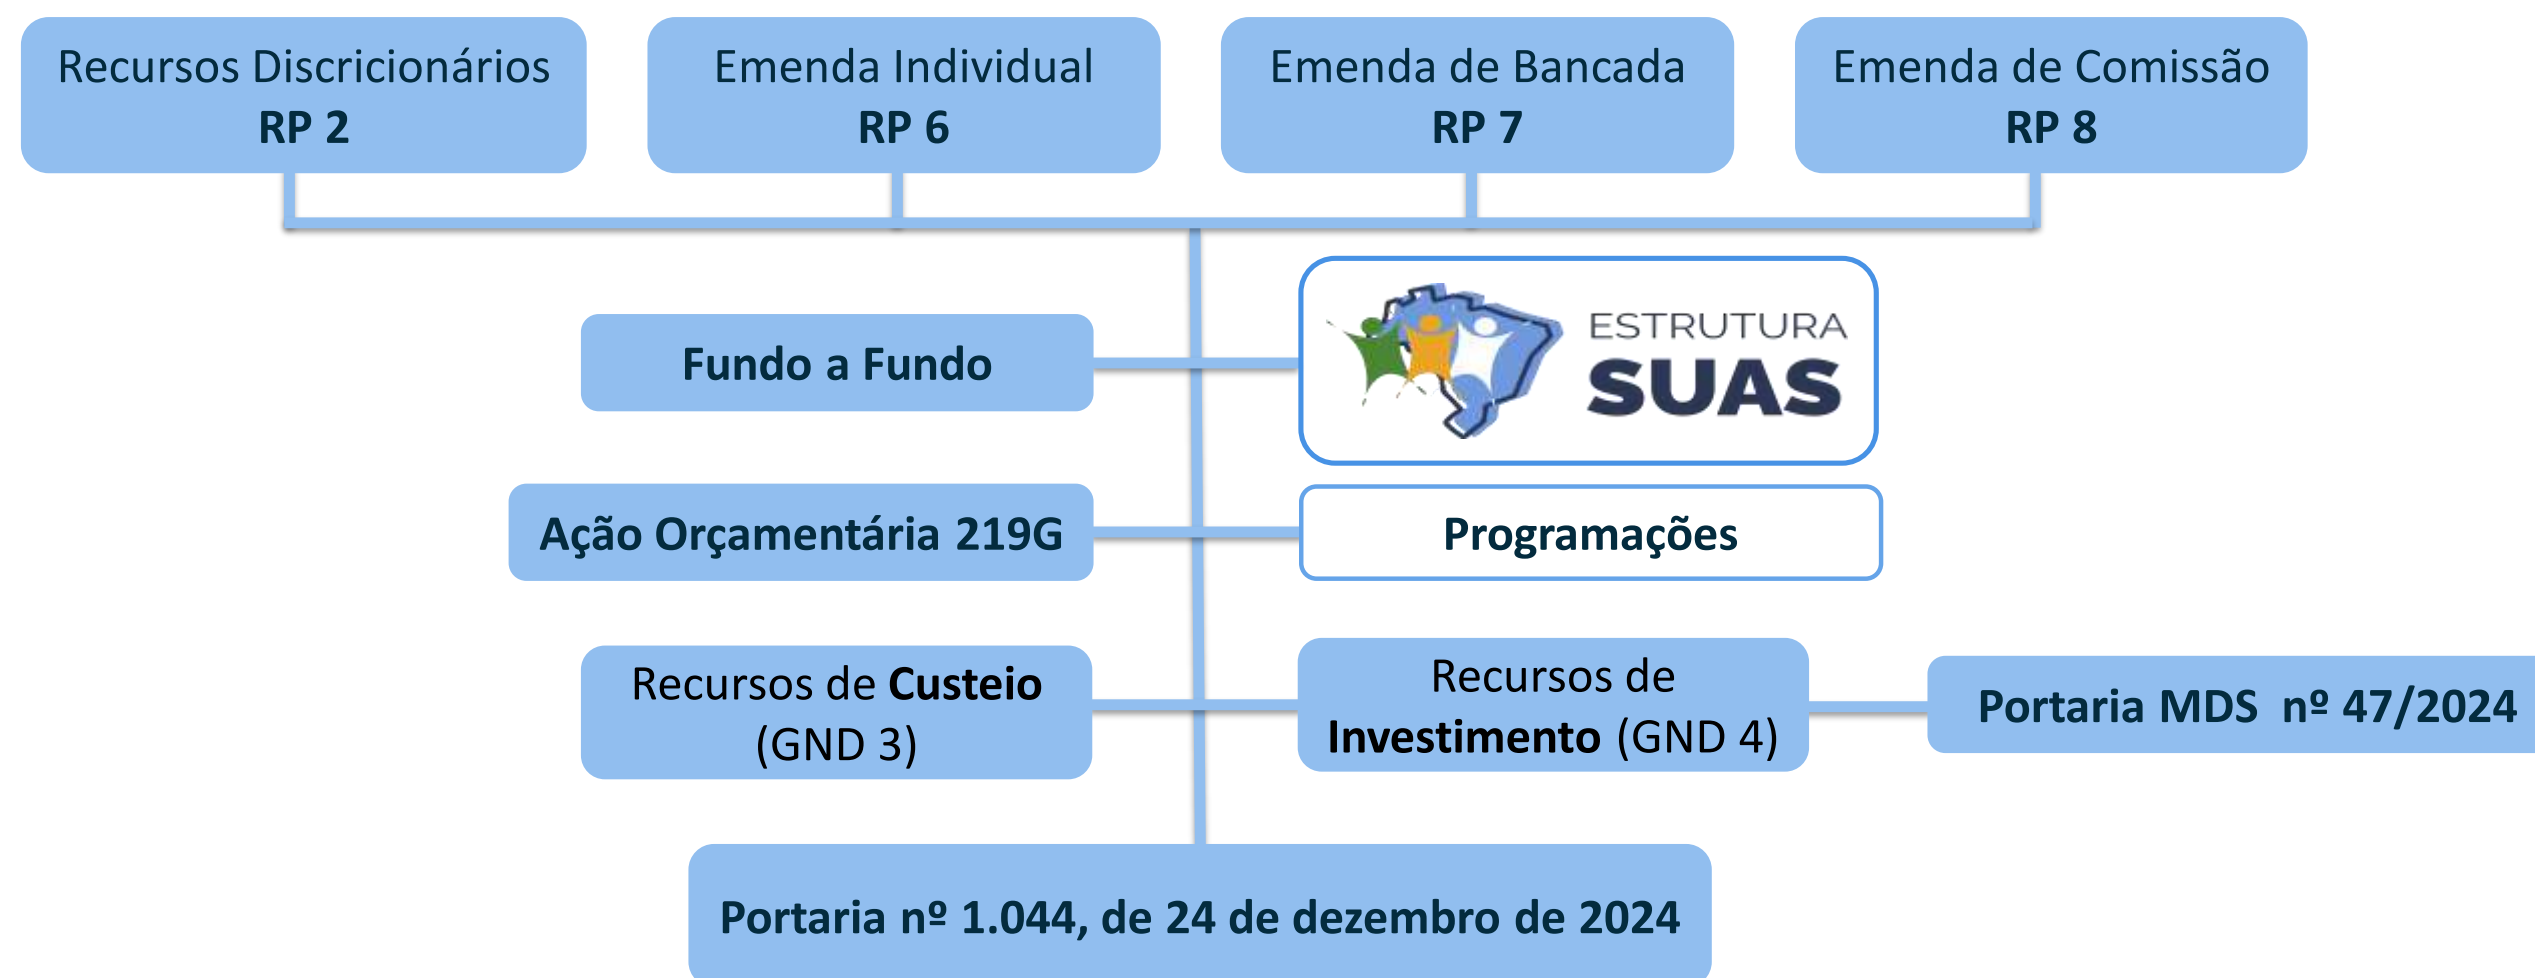 Recursos Discricionários
RP 2
Emenda Individual
RP 6
Emenda de Bancada
RP 7
Emenda de Comissão
RP 8
Fundo a Fundo
ESTRUTURA
SUAS
Ação Orçamentária 219G
Programações
Recursos de Custeio
(GND 3)
Recursos de
Investimento (GND 4)
Portaria MDS nº 47/2024
Portaria nº 1.044, de 24 de dezembro de 2024